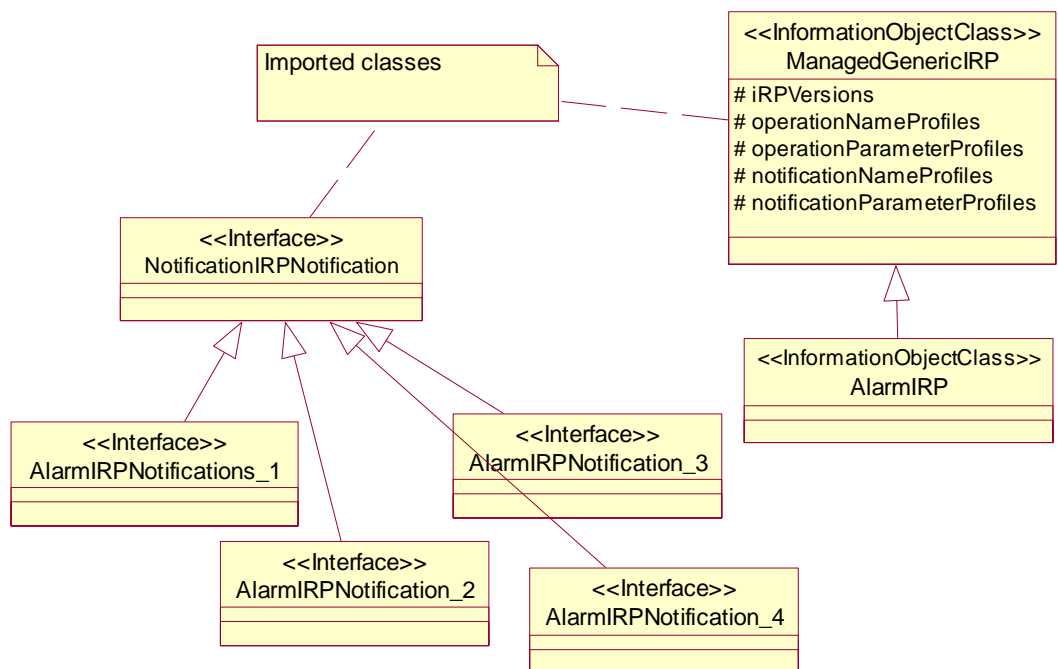 Imported classes
<<InformationObjectClass>>
ManagedGenericIRP
# iRPVersions
# operationNameProfiles
# operationParameterProfiles
# notificationNameProfiles
# notificationParameterProfiles
<<Interface>>
NotificationIRPNotification
<<InformationObjectClass>>
AlarmIRP
<<Interface>>
AlarmIRPNotifications_1
<<Interface>>
AlarmIRPNotification_3
<<Interface>>
AlarmIRPNotification_2
<<Interface>>
AlarmIRPNotification_4